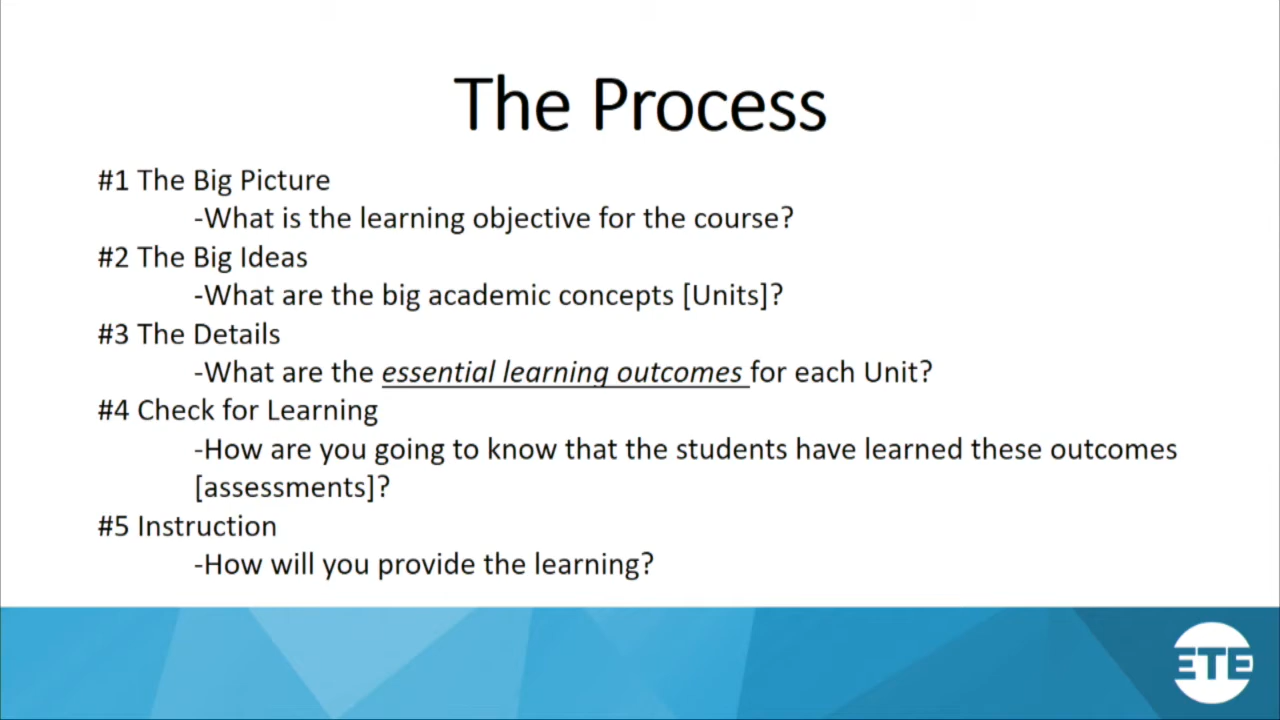 The Process
#1 The Big Picture
-What is the learning objective for the course?
#2 The Big Ideas
-What are the big academic concepts [Units]?
#3 The Details
-What are the essential learning outcomes for each Unit?
#4 Check for Learning
-How are you going to know that the students have learned these outcomes
[assessments]?
#5 Instruction
-How will you provide the learning?
ETE